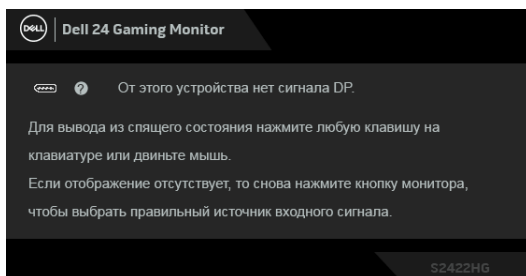 DELL Dell 24 Gaming Monitor
? От этого устройства нет сигнала DP.
Для вывода из спящего состояния нажмите любую клавишу на
клавиатуре или двиньте мышь.
Если отображение отсутствует, то снова нажмите кнопку монитора,
чтобы выбрать правильный источник входного сигнала.
S2422HG